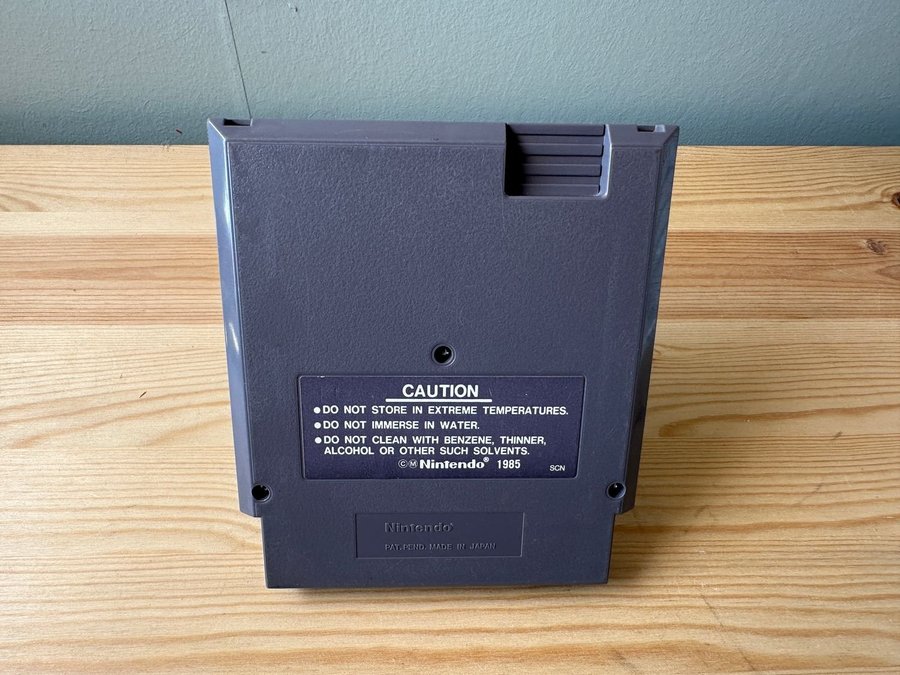 CAUTION
●DO NOT STORE IN EXTREME TEMPERATURES.
●DO NOT IMMERSE IN WATER.
●DO NOT CLEAN WITH BENZENE, THINNER,
ALCOHOL OR OTHER SUCH SOLVENTS.
ⒸⓂ Nintendo® 1985
SCN
Nintendo®
PAT. PEND. MADE IN JAPAN